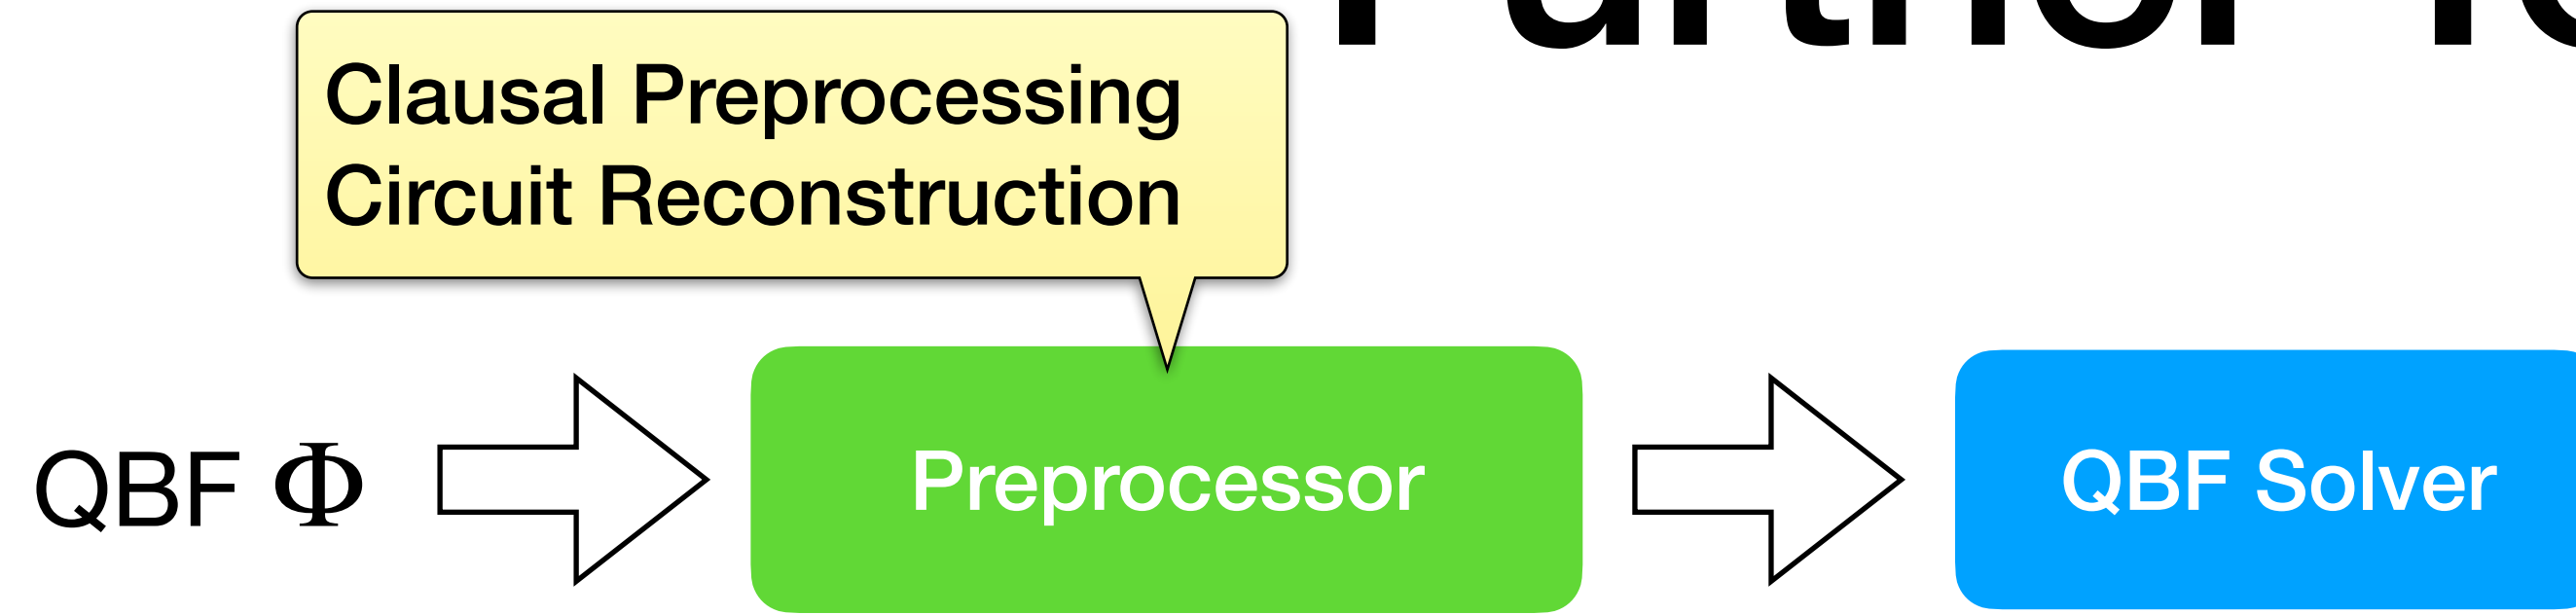 Clausal Preprocessing
Circuit Reconstruction
QBF Φ
Preprocessor
QBF Solver